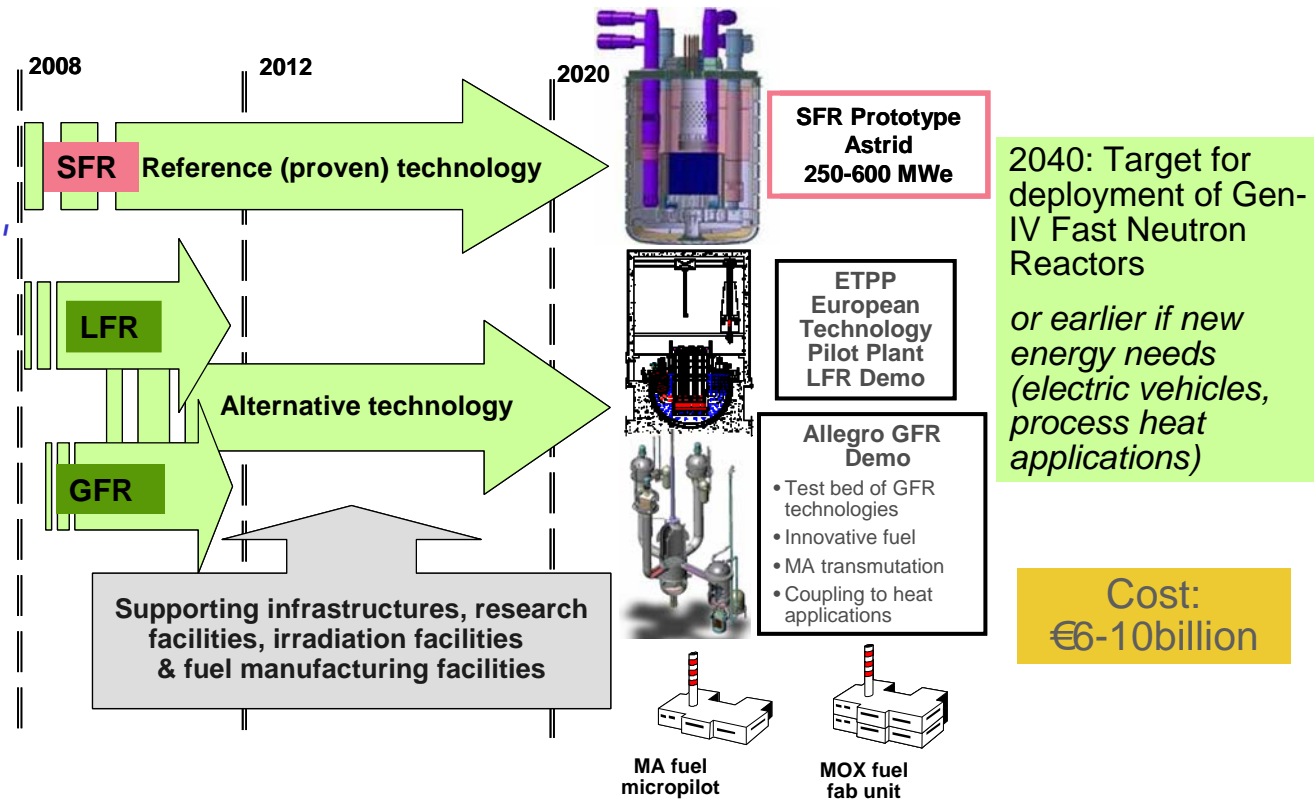 2008
2012
2020
SFR
Reference (proven) technology
LFR
Alternative technology
GFR
Supporting infrastructures, research
facilities, irradiation facilities
& fuel manufacturing facilities
SFR Prototype
Astrid
250-600 MWe
ETPP
European
Technology
Pilot Plant
LFR Demo
Allegro GFR
Demo
• Test bed of GFR
technologies
• Innovative fuel
• MA transmutation
• Coupling to heat
applications
MA fuel
micropilot
MOX fuel
fab unit
2040: Target for
deployment of Gen-
IV Fast Neutron
Reactors
or earlier if new
energy needs
(electric vehicles,
process heat
applications)
Cost:
€6-10billion